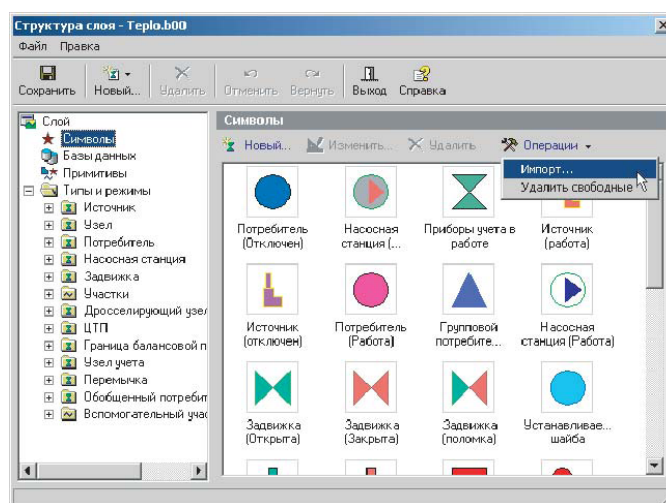 Структура слоя - Teplo.b00
Файл Правка
Сохранить Новый... Удалить Отменить Вернуть Выход Справка
Слой
Символы
Базы данных
Примитивы
Типы и режимы
Источник
Узел
Потребитель
Насосная станция
Задвижка
Участки
Дросселирующий узел
ЦТП
Граница балансовой п
Узел учета
Перемычка
Обобщенный потребит
Вспомогательный учас
Символы
Новый... Изменить... Удалить Операции
Импорт...
Удалить свободные
Потребитель (Отключен)
Насосная станция (...
Приборы учета в работе
Источник (работа)
Источник (отключен)
Потребитель (Работа)
Групповой потребите...
Насосная станция (Работа)
Задвижка (Открыта)
Задвижка (Закрыта)
Задвижка (поломка)
Устанавливае... шайба